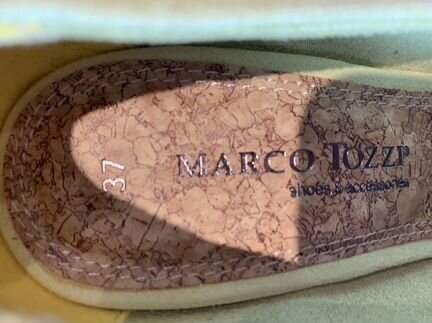 37
MARCO TOZZI
shoes & accessories